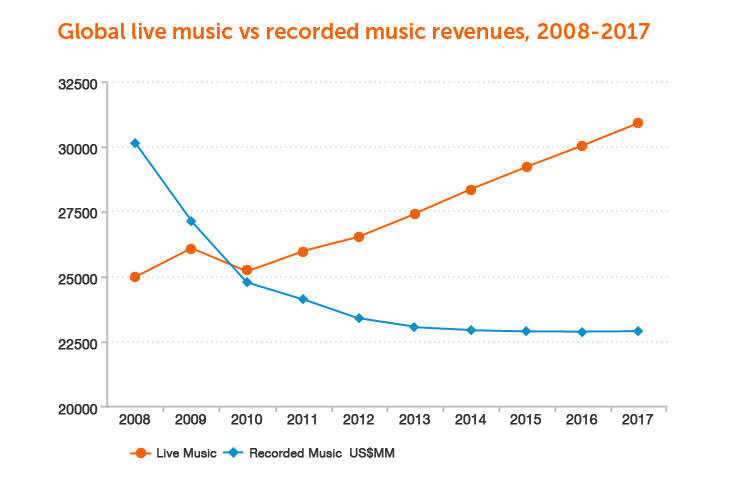 Global live music vs recorded music revenues, 2008-2017
32500
30000
27500
25000
22500
20000
2008 2009 2010 2011 2012 2013 2014 2015 2016 2017
Live Music Recorded Music US$MM